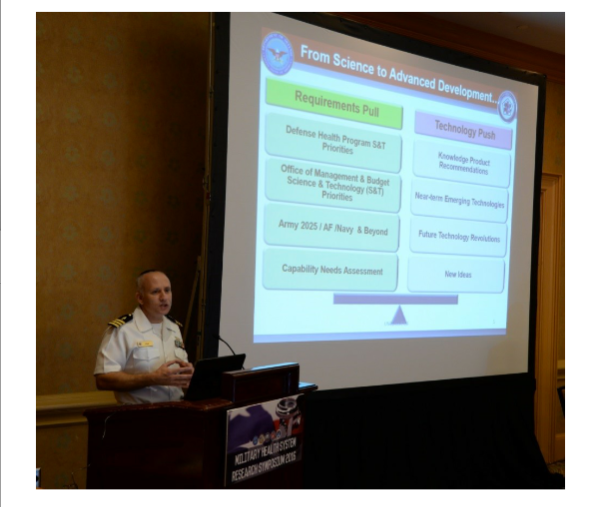 From Science to Advanced Development...
Requirements Pull
Defense Health Program S&T
Priorities
Office of Management & Budget
Science & Technology (S&T)
Priorities
Army 2025 / AF /Navy & Beyond
Capability Needs Assessment
Technology Push
Knowledge Product
Recommendations
Near-term Emerging Technologies
Future Technology Revolutions
New Ideas
MILITARY HEALTH SYSTEM
RESEARCH SYMPOSIUM 2016